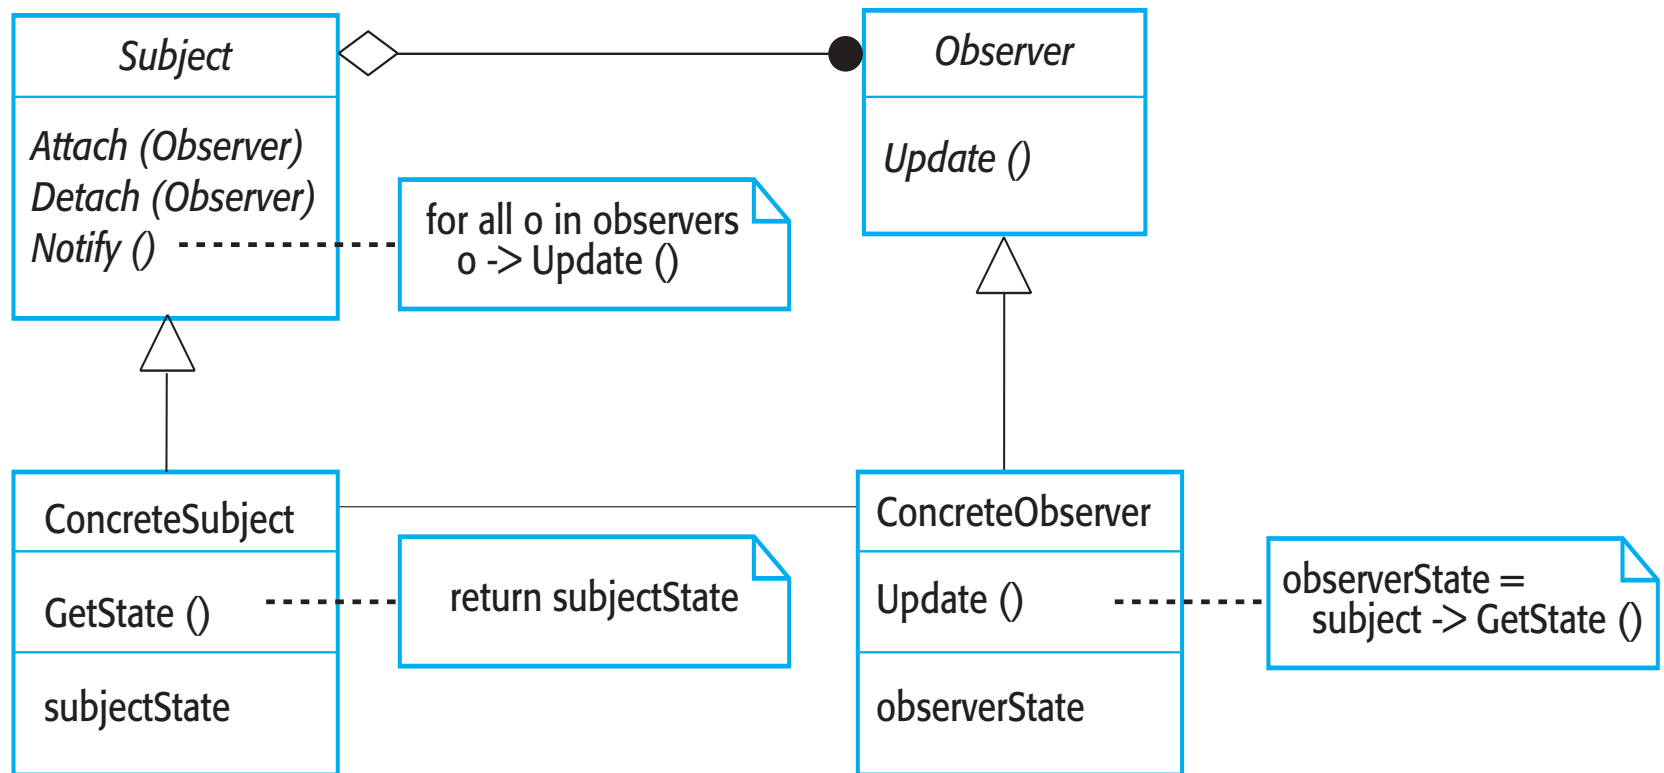 Subject
Attach (Observer)
Detach (Observer)
Notify ()
for all o in observers
o -> Update ()
Observer
Update ()
ConcreteSubject
GetState ()
subjectState
return subjectState
ConcreteObserver
Update ()
observerState
observerState =
subject -> GetState ()